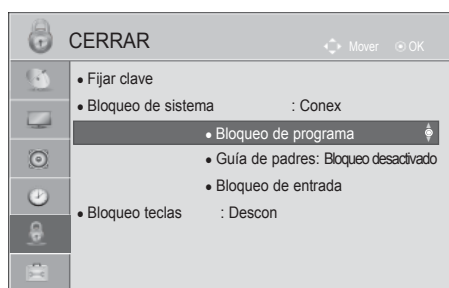 CERRAR
Mover OK
• Fijar clave
• Bloqueo de sistema : Conex
• Bloqueo de programa
• Guía de padres: Bloqueo desactivado
• Bloqueo de entrada
• Bloqueo teclas : Descon